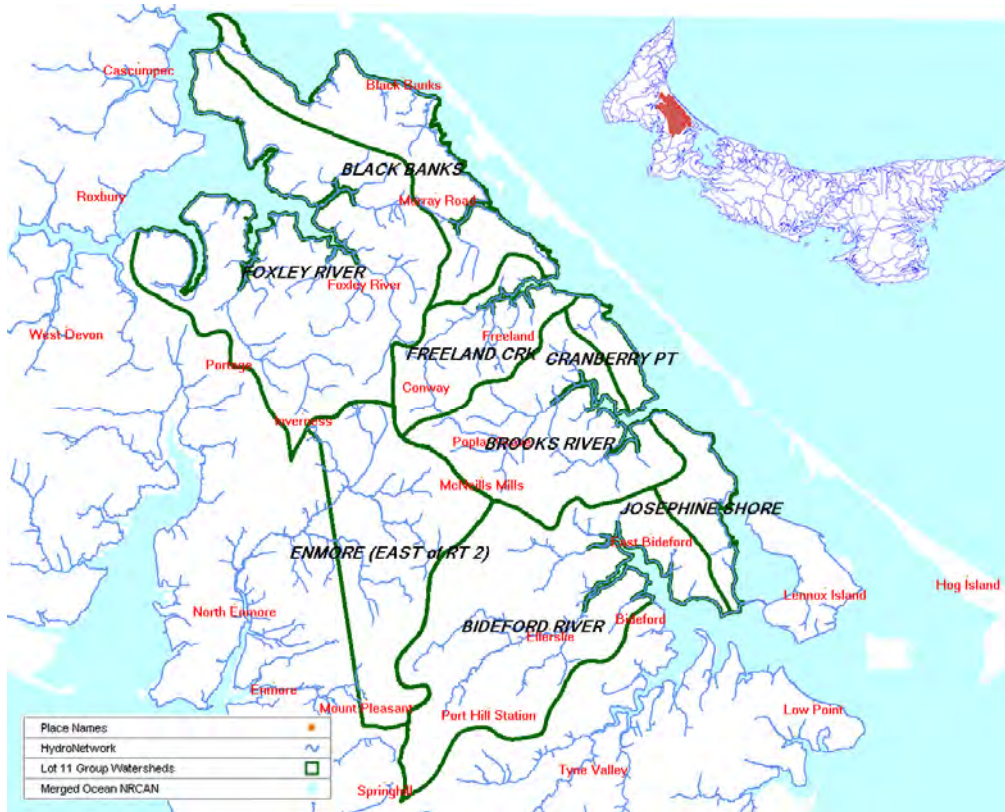 Cascumpec
Black Banks
BLACK BANKS
Roxbury
Murray Road
FOXLEY RIVER
Foxley River
West Devon
Freeland
FREELAND CRK
CRANBERRY PT
Portage
Conway
Inverness
BROOKS RIVER
McNeills Mills
JOSEPHINE SHORE
East Bideford
ENMORE (EAST of RT 2)
Hog Island
Lennox Island
North Enmore
Bideford
BIDEFORD RIVER
Ellerslie
Enmore
Mount Pleasant
Port Hill Station
Low Point
Tyne Valley
Springhill
Place Names
HydroNetwork
Lot 11 Group Watersheds
Merged Ocean NRCAN